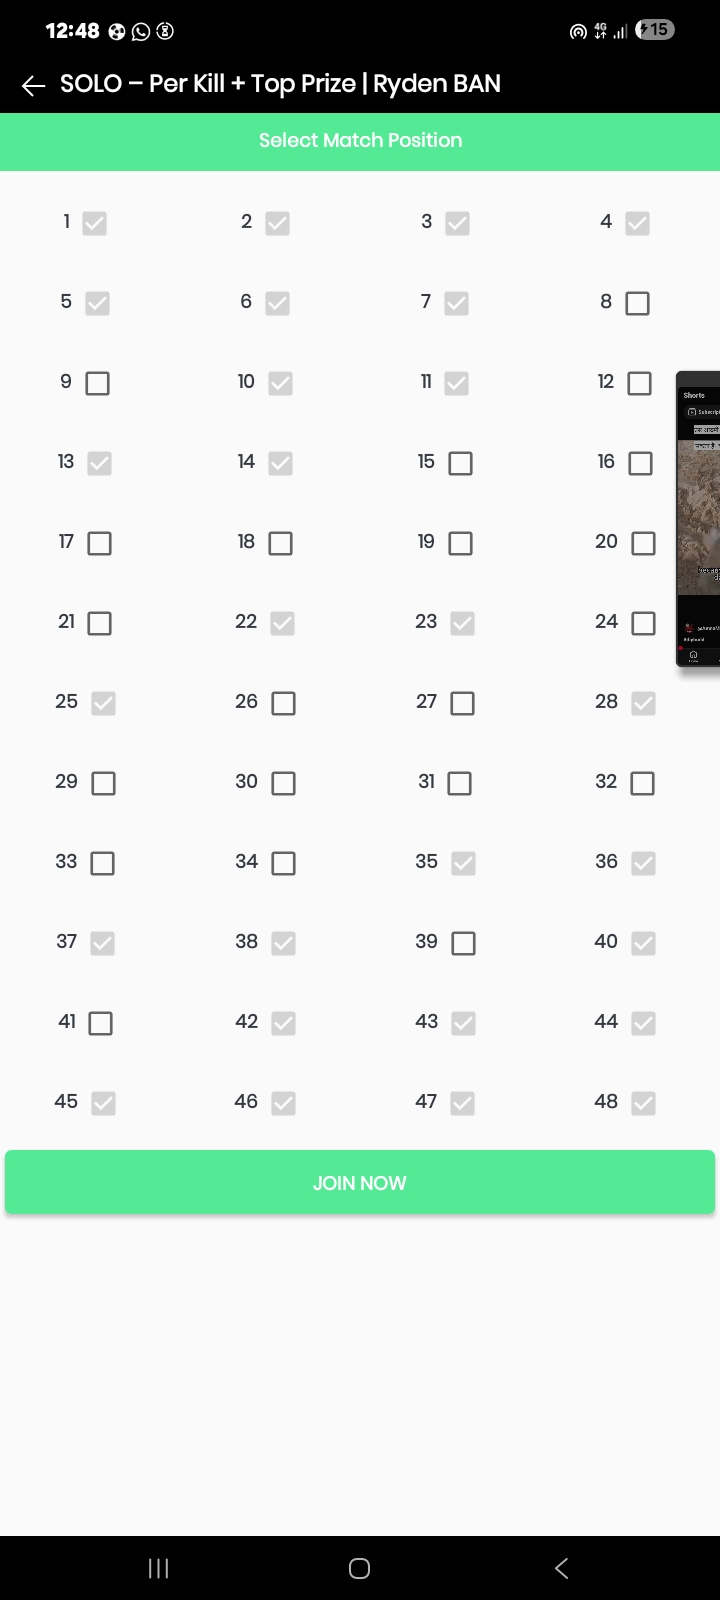 12:48
4G
15
SOLO – Per Kill + Top Prize | Ryden BAN
Select Match Position
1 2 3 4
5 6 7 8
9 10 11 12
Shorts
13 14 15 16
17 18 19 20
21 22 23 24
25 26 27 28
29 30 31 32
33 34 35 36
37 38 39 40
41 42 43 44
45 46 47 48
JOIN NOW